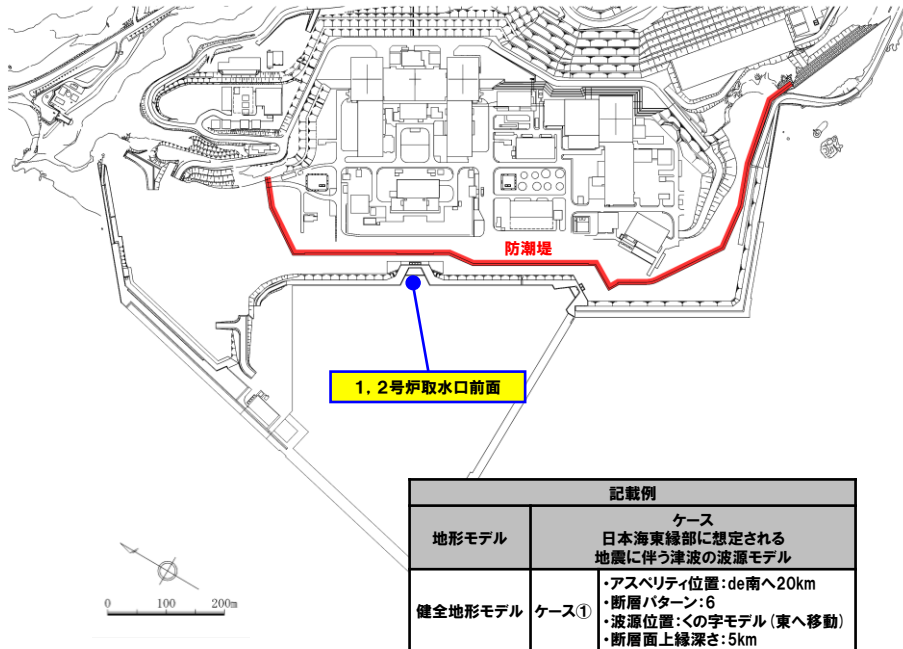 防潮堤
1，2号炉取水口前面
0 100 200m
記載例
地形モデル
ケース
日本海東縁部に想定される
地震に伴う津波の波源モデル
健全地形モデル
ケース①
・アスペリティ位置:de南へ20km
・断層パターン:6
・波源位置:くの字モデル(東へ移動)
・断層面上縁深さ:5km